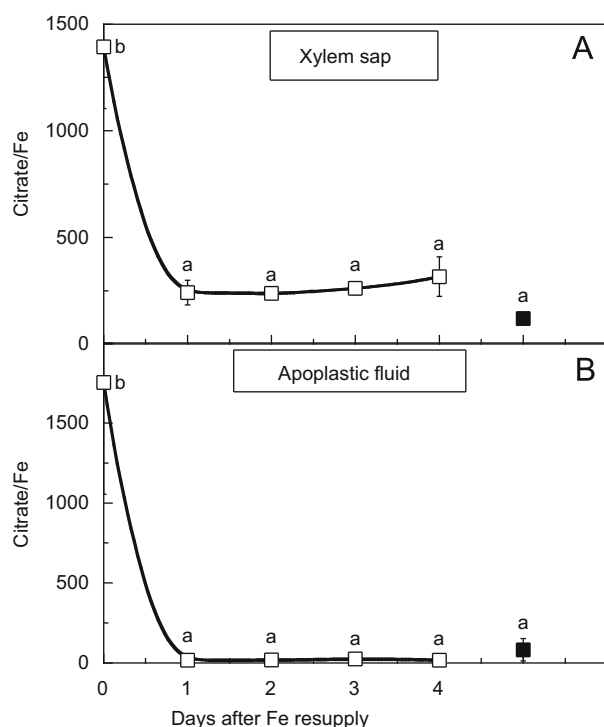 1500
b
Xylem sap
A
1000
Citrate/Fe
500
a
a
a
a
a
0
b
Apoplastic fluid
B
1500
1000
Citrate/Fe
500
a
a
a
a
a
0
0 1 2 3 4
Days after Fe resupply